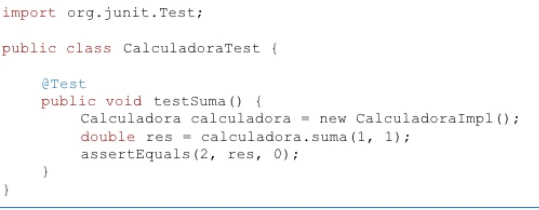 import org.junit.Test;
public class CalculadoraTest {
@Test
public void testSuma() {
Calculadora calculadora = new CalculadoraImpl();
double res = calculadora.suma(1, 1);
assertEquals(2, res, 0);
}
}